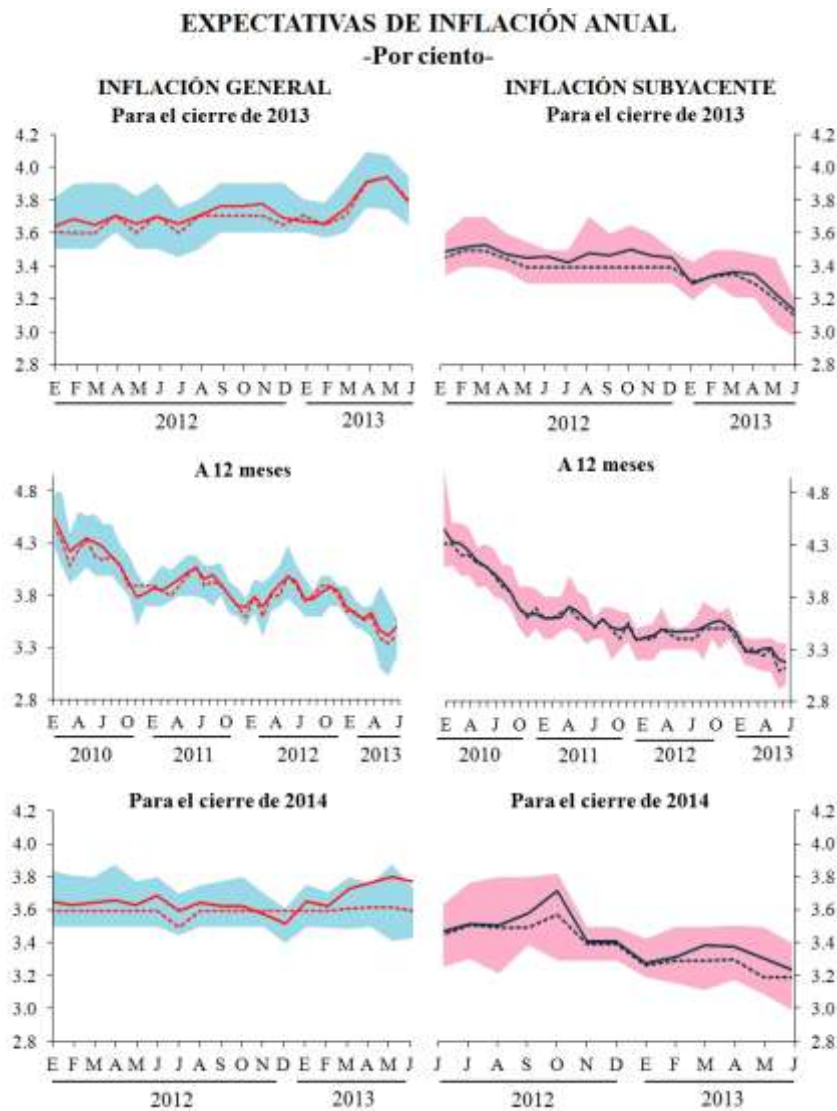 EXPECTATIVAS DE INFLACIÓN ANUAL
-Por ciento-
INFLACIÓN GENERAL
Para el cierre de 2013
4.2
4.0
3.8
3.6
3.4
3.2
3.0
2.8
E F M A M J J A S O N D E F M A M J
2012 2013
INFLACIÓN SUBYACENTE
Para el cierre de 2013
4.2
4.0
3.8
3.6
3.4
3.2
3.0
2.8
E F M A M J J A S O N D E F M A M J
2012 2013
A 12 meses
4.8
4.3
3.8
3.3
2.8
E A J O E A J O E A J O E A J
2010 2011 2012 2013
A 12 meses
4.8
4.3
3.8
3.3
2.8
E A J O E A J O E A J O E A J
2010 2011 2012 2013
Para el cierre de 2014
4.2
4.0
3.8
3.6
3.4
3.2
3.0
2.8
E F M A M J J A S O N D E F M A M J
2012 2013
Para el cierre de 2014
4.2
4.0
3.8
3.6
3.4
3.2
3.0
2.8
J J A S O N D E F M A M J
2012 2013